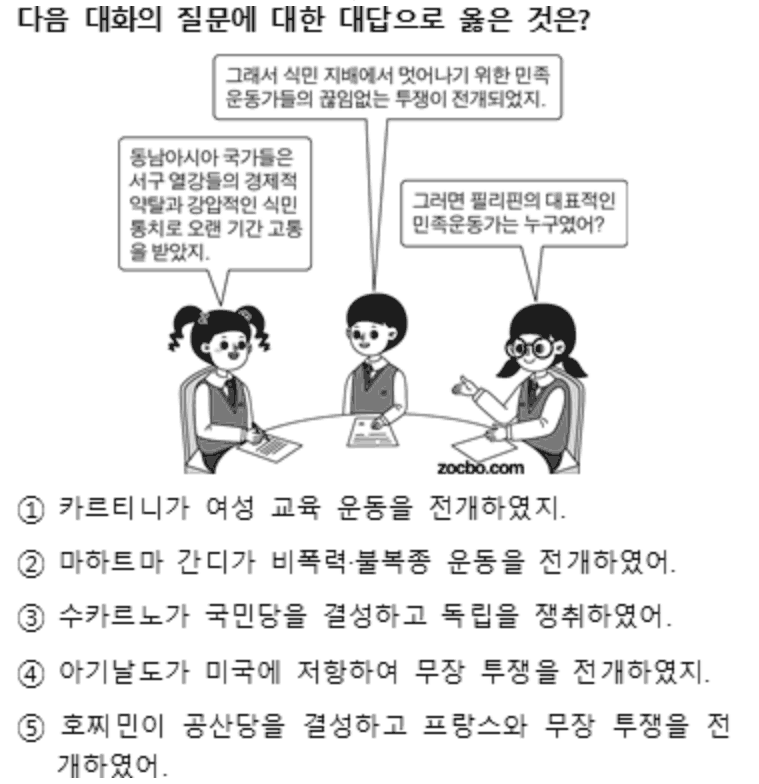 다음 대화의 질문에 대한 대답으로 옳은 것은?
그래서 식민 지배에서 멋어나기 위한 민족
운동가들의 끊임없는 투쟁이 전개되었지.
동남아시아 국가들은
서구 열강들의 경제적
약탈과 강압적인 식민
통치로 오랜 기간 고통
을 받았지.
그러면 필리핀의 대표적인
민족운동가는 누구였어?
zocbo.com
① 카르티니가 여성 교육 운동을 전개하였지.
② 마하트마 간디가 비폭력·불복종 운동을 전개하였어.
③ 수카르노가 국민당을 결성하고 독립을 쟁취하였어.
④ 아기날도가 미국에 저항하여 무장 투쟁을 전개하였지.
⑤ 호찌민이 공산당을 결성하고 프랑스와 무장 투쟁을 전
개하였어.